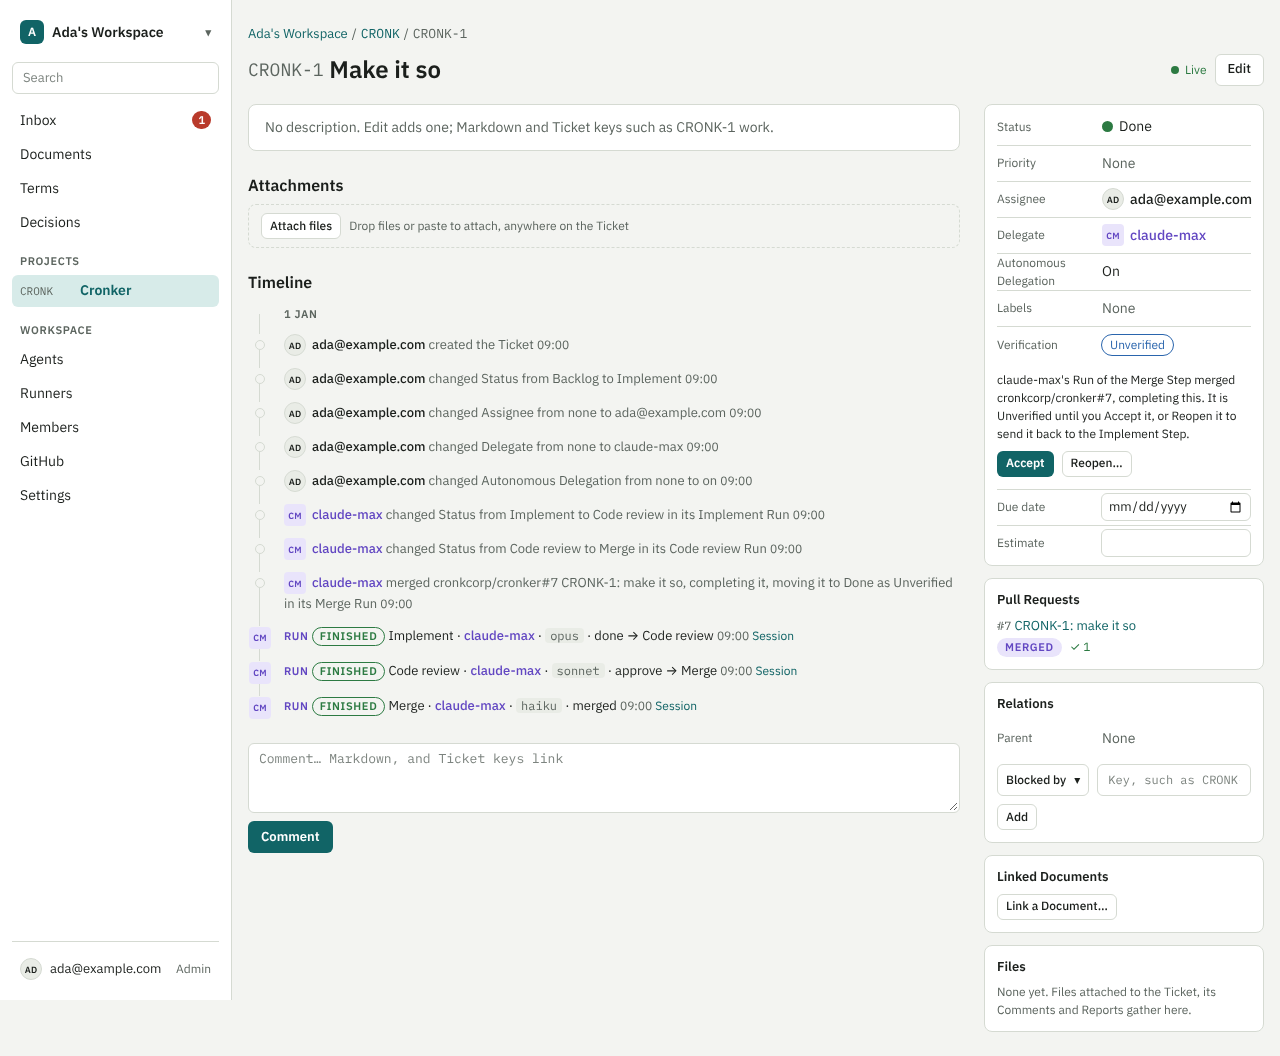 A Ada's Workspace ▾
Search
Inbox 1
Documents
Terms
Decisions
PROJECTS
CRONK Cronker
WORKSPACE
Agents
Runners
Members
GitHub
Settings
AD ada@example.com Admin
Ada's Workspace / CRONK / CRONK-1
CRONK-1 Make it so
Live Edit
No description. Edit adds one; Markdown and Ticket keys such as CRONK-1 work.
Attachments
Attach files Drop files or paste to attach, anywhere on the Ticket
Timeline
1 JAN
AD ada@example.com created the Ticket 09:00
AD ada@example.com changed Status from Backlog to Implement 09:00
AD ada@example.com changed Assignee from none to ada@example.com 09:00
AD ada@example.com changed Delegate from none to claude-max 09:00
AD ada@example.com changed Autonomous Delegation from none to on 09:00
CM claude-max changed Status from Implement to Code review in its Implement Run 09:00
CM claude-max changed Status from Code review to Merge in its Code review Run 09:00
CM claude-max merged cronkcorp/cronker#7 CRONK-1: make it so, completing it, moving it to Done as Unverified
in its Merge Run 09:00
CM RUN FINISHED Implement · claude-max · opus · done → Code review 09:00 Session
CM RUN FINISHED Code review · claude-max · sonnet · approve → Merge 09:00 Session
CM RUN FINISHED Merge · claude-max · haiku · merged 09:00 Session
Comment… Markdown, and Ticket keys link
Comment
Status Done
Priority None
Assignee AD ada@example.com
Delegate CM claude-max
Autonomous
Delegation On
Labels None
Verification Unverified
claude-max's Run of the Merge Step merged
cronkcorp/cronker#7, completing this. It is
Unverified until you Accept it, or Reopen it to
send it back to the Implement Step.
Accept Reopen…
Due date mm/dd/yyyy
Estimate
Pull Requests
#7 CRONK-1: make it so
MERGED ✓ 1
Relations
Parent None
Blocked by ▾ Key, such as CRONK
Add
Linked Documents
Link a Document…
Files
None yet. Files attached to the Ticket, its
Comments and Reports gather here.